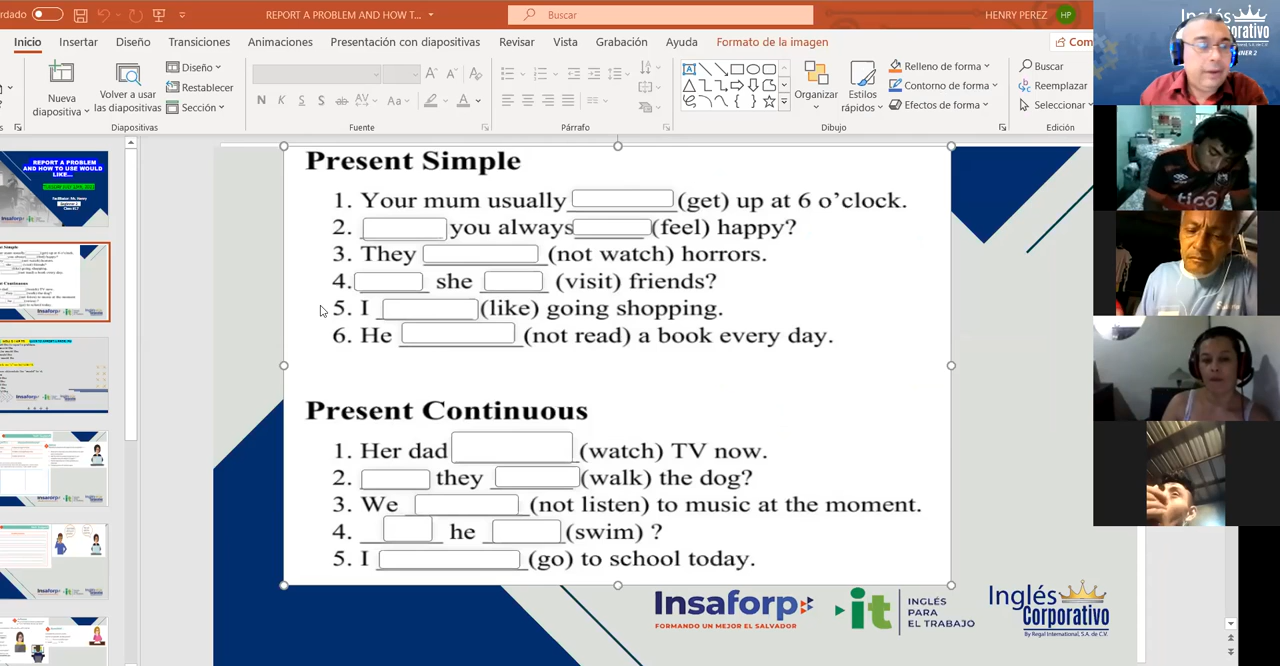 rdado
REPORT A PROBLEM AND HOW T...
Buscar
HENRY PEREZ
HP
Inicio Insertar Diseño Transiciones Animaciones Presentación con diapositivas Revisar Vista Grabación Ayuda Formato de la imagen Com
Nueva diapositiva
Volver a usar las diapositivas
Diseño
Restablecer
Sección
Diapositivas
N K S S ab AV Aa A
Fuente
Párrafo
Organizar
Estilos rápidos
Relleno de forma
Contorno de forma
Efectos de forma
Dibujo
Buscar
Reemplazar
Seleccionar
Edición
Inglés
Corporativo
REPORT A PROBLEM
AND HOW TO USE WOULD
LIKE...
Present Simple
1. Your mum usually (get) up at 6 o'clock.
2. you always (feel) happy?
3. They (not watch) horrors.
4. she (visit) friends?
5. I (like) going shopping.
6. He (not read) a book every day.
Present Continuous
1. Her dad (watch) TV now.
2. they (walk) the dog?
3. We (not listen) to music at the moment.
4. he (swim) ?
5. I (go) to school today.
Insaforp
FORMANDO UN MEJOR EL SALVADOR
it
INGLÉS
PARA
EL TRABAJO
Inglés
Corporativo
By Regal International, S.A. de C.V.
tico